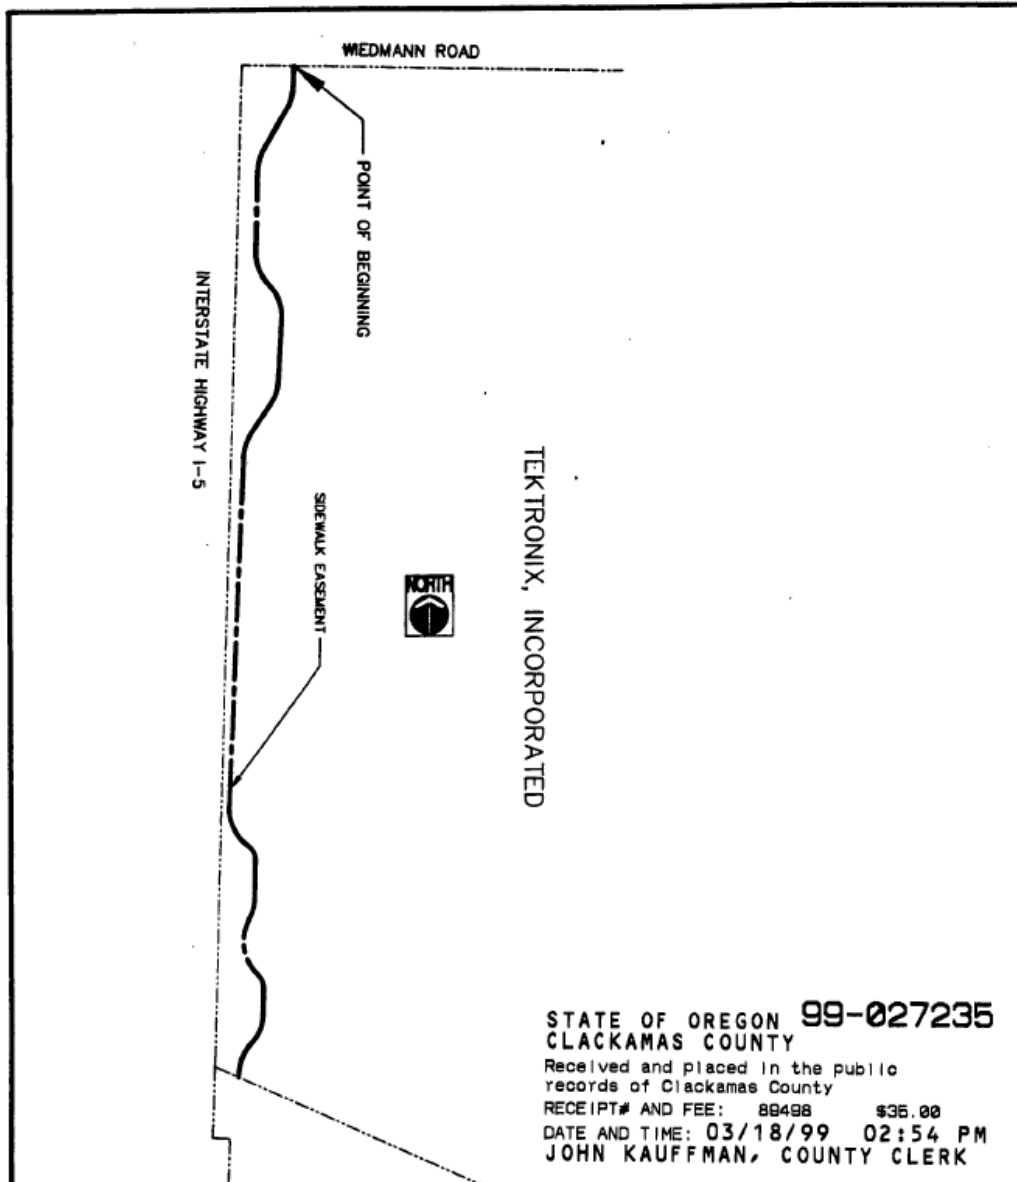 WIEDMANN ROAD
POINT OF BEGINNING
INTERSTATE HIGHWAY I-5
SIDEWALK EASEMENT
NORTH
TEKTRONIX, INCORPORATED
STATE OF OREGON 99-027235
CLACKAMAS COUNTY
Received and placed in the public
records of Clackamas County
RECEIPT# AND FEE: 89498 $35.00
DATE AND TIME: 03/18/99 02:54 PM
JOHN KAUFFMAN, COUNTY CLERK